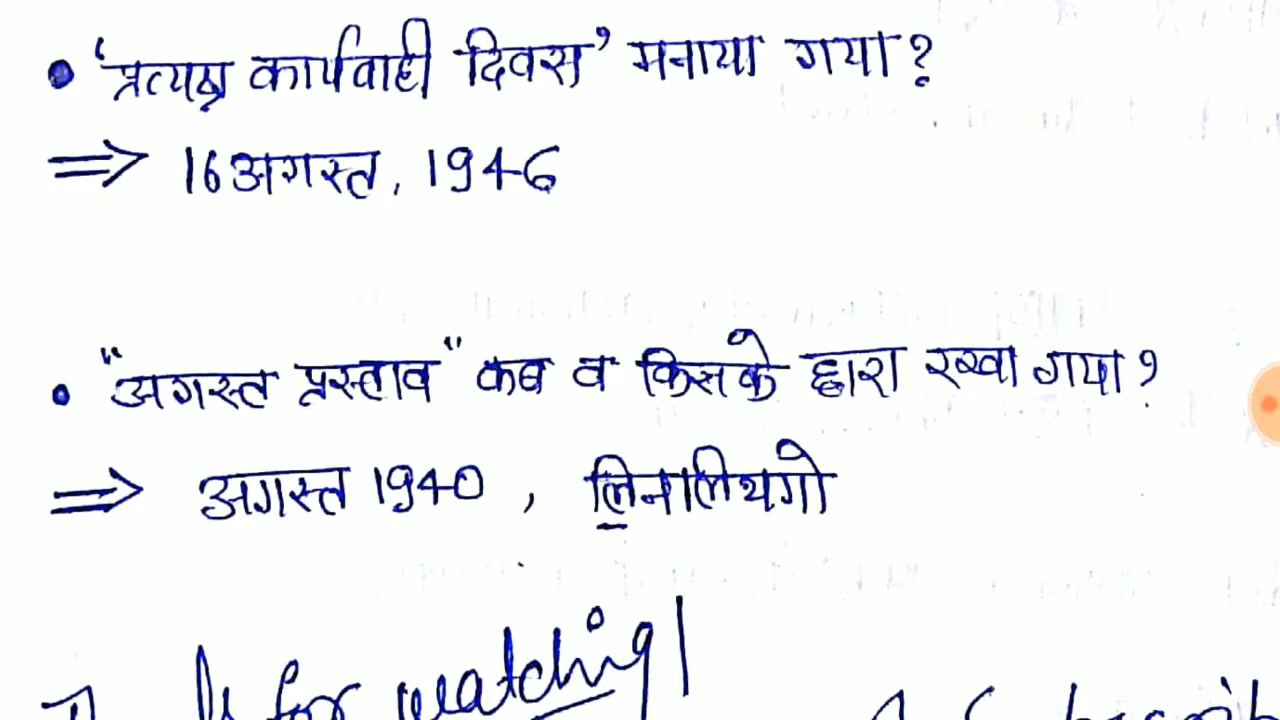 • 'प्रत्यक्ष कार्यवाही दिवस' मनाया गया?
⇒ 16 अगस्त, 1946
• "अगस्त प्रस्ताव" कब व किसके द्वारा रखा गया?
⇒ अगस्त 1940, लिनलिथगो
for watching!